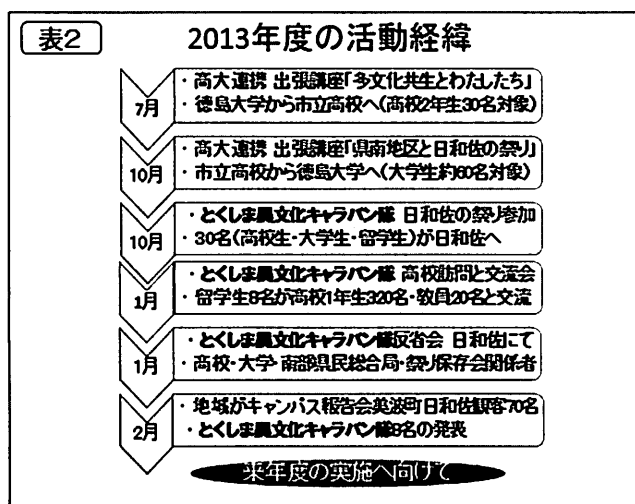 表2
2013年度の活動経緯
7月
・高大連携 出張講座「多文化共生とわたしたち」
・徳島大学から市立高校へ(高校2年生30名対象)
10月
・高大連携 出張講座「県南地区と日和佐の祭り」
・市立高校から徳島大学へ(大学生約60名対象)
10月
・とくしま異文化キャラバン隊 日和佐の祭り参加
・30名(高校生・大学生・留学生)が日和佐へ
1月
・とくしま異文化キャラバン隊 高校訪問と交流会
・留学生8名が高校1年生320名・教員20名と交流
1月
・とくしま異文化キャラバン隊反省会 日和佐にて
・高校・大学・南部県民総合局・祭り保存会関係者
2月
・地域がキャンパス報告会美波町日和佐観客70名
・とくしま異文化キャラバン隊8名の発表
来年度の実施へ向けて